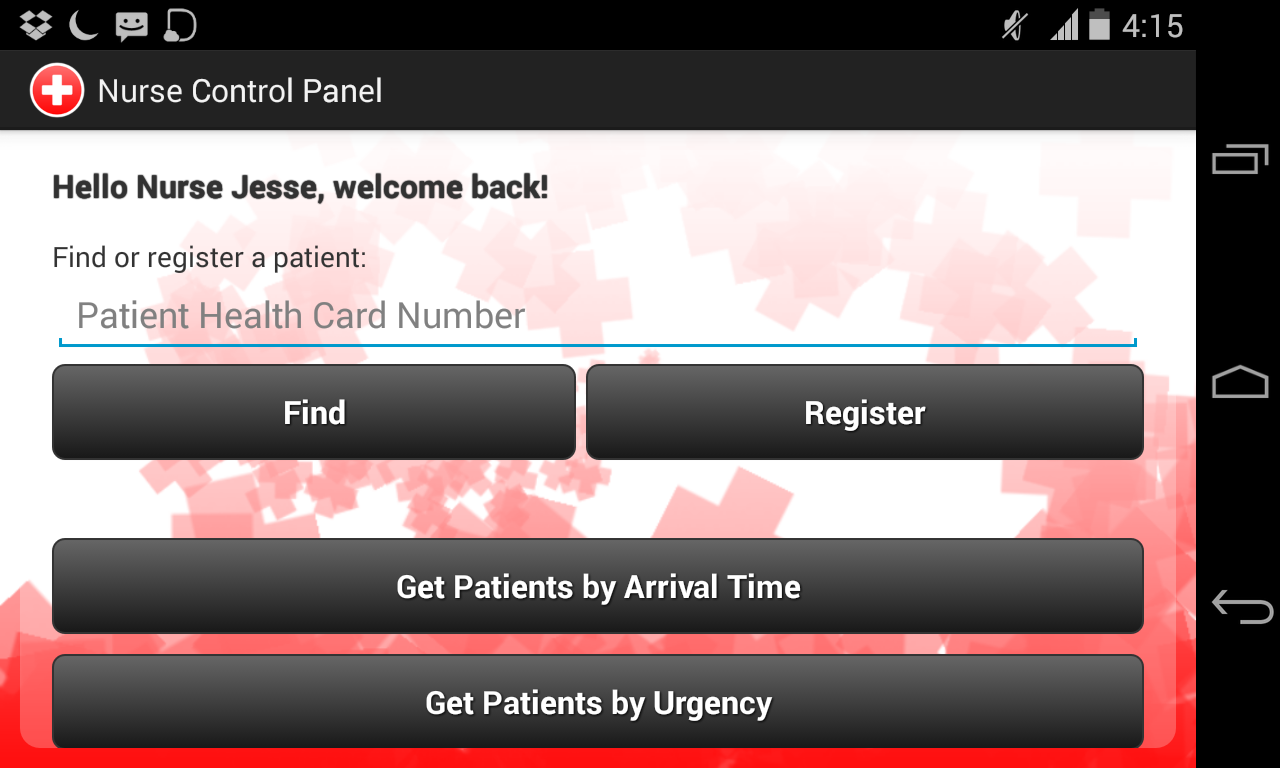 4:15
Nurse Control Panel
Hello Nurse Jesse, welcome back!
Find or register a patient:
Patient Health Card Number
Find
Register
Get Patients by Arrival Time
Get Patients by Urgency